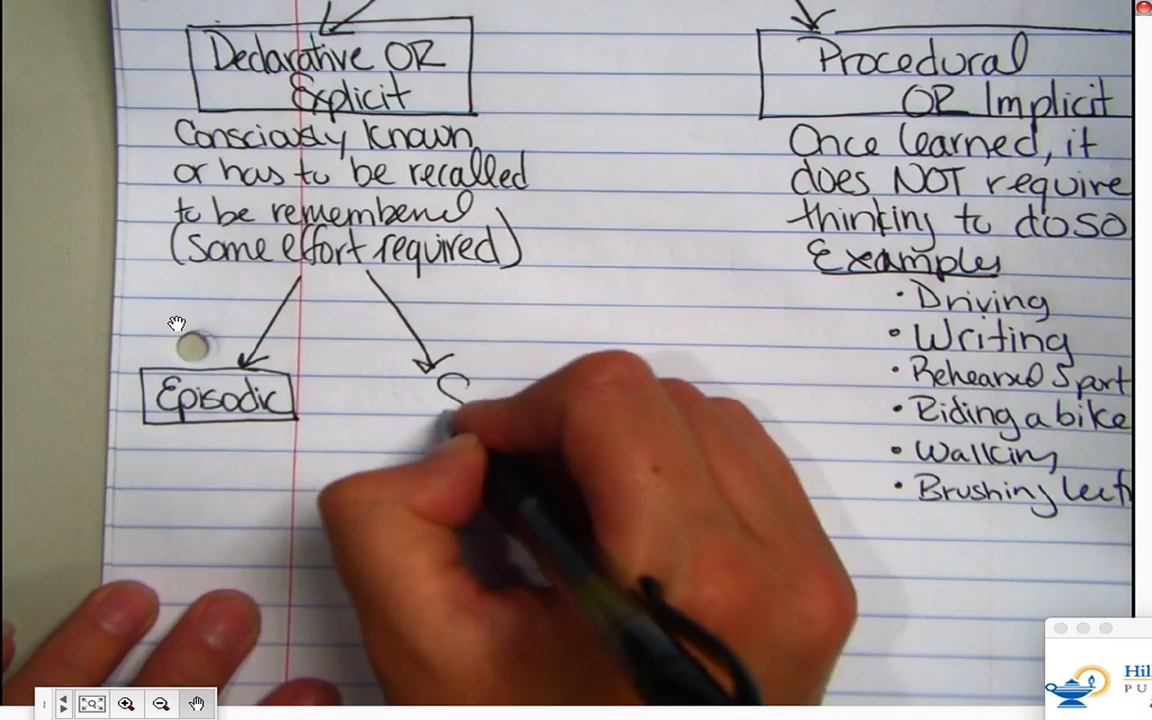 Declarative OR
Explicit
Consciously known
or has to be recalled
to be remembered
(some effort required)
Episodic
S
Procedural
OR Implicit
Once learned, it
does NOT require
thinking to do so
Examples
• Driving
• Writing
• Rehearsed Sport
• Riding a bike
• Walking
• Brushing teeth
Hil
PU